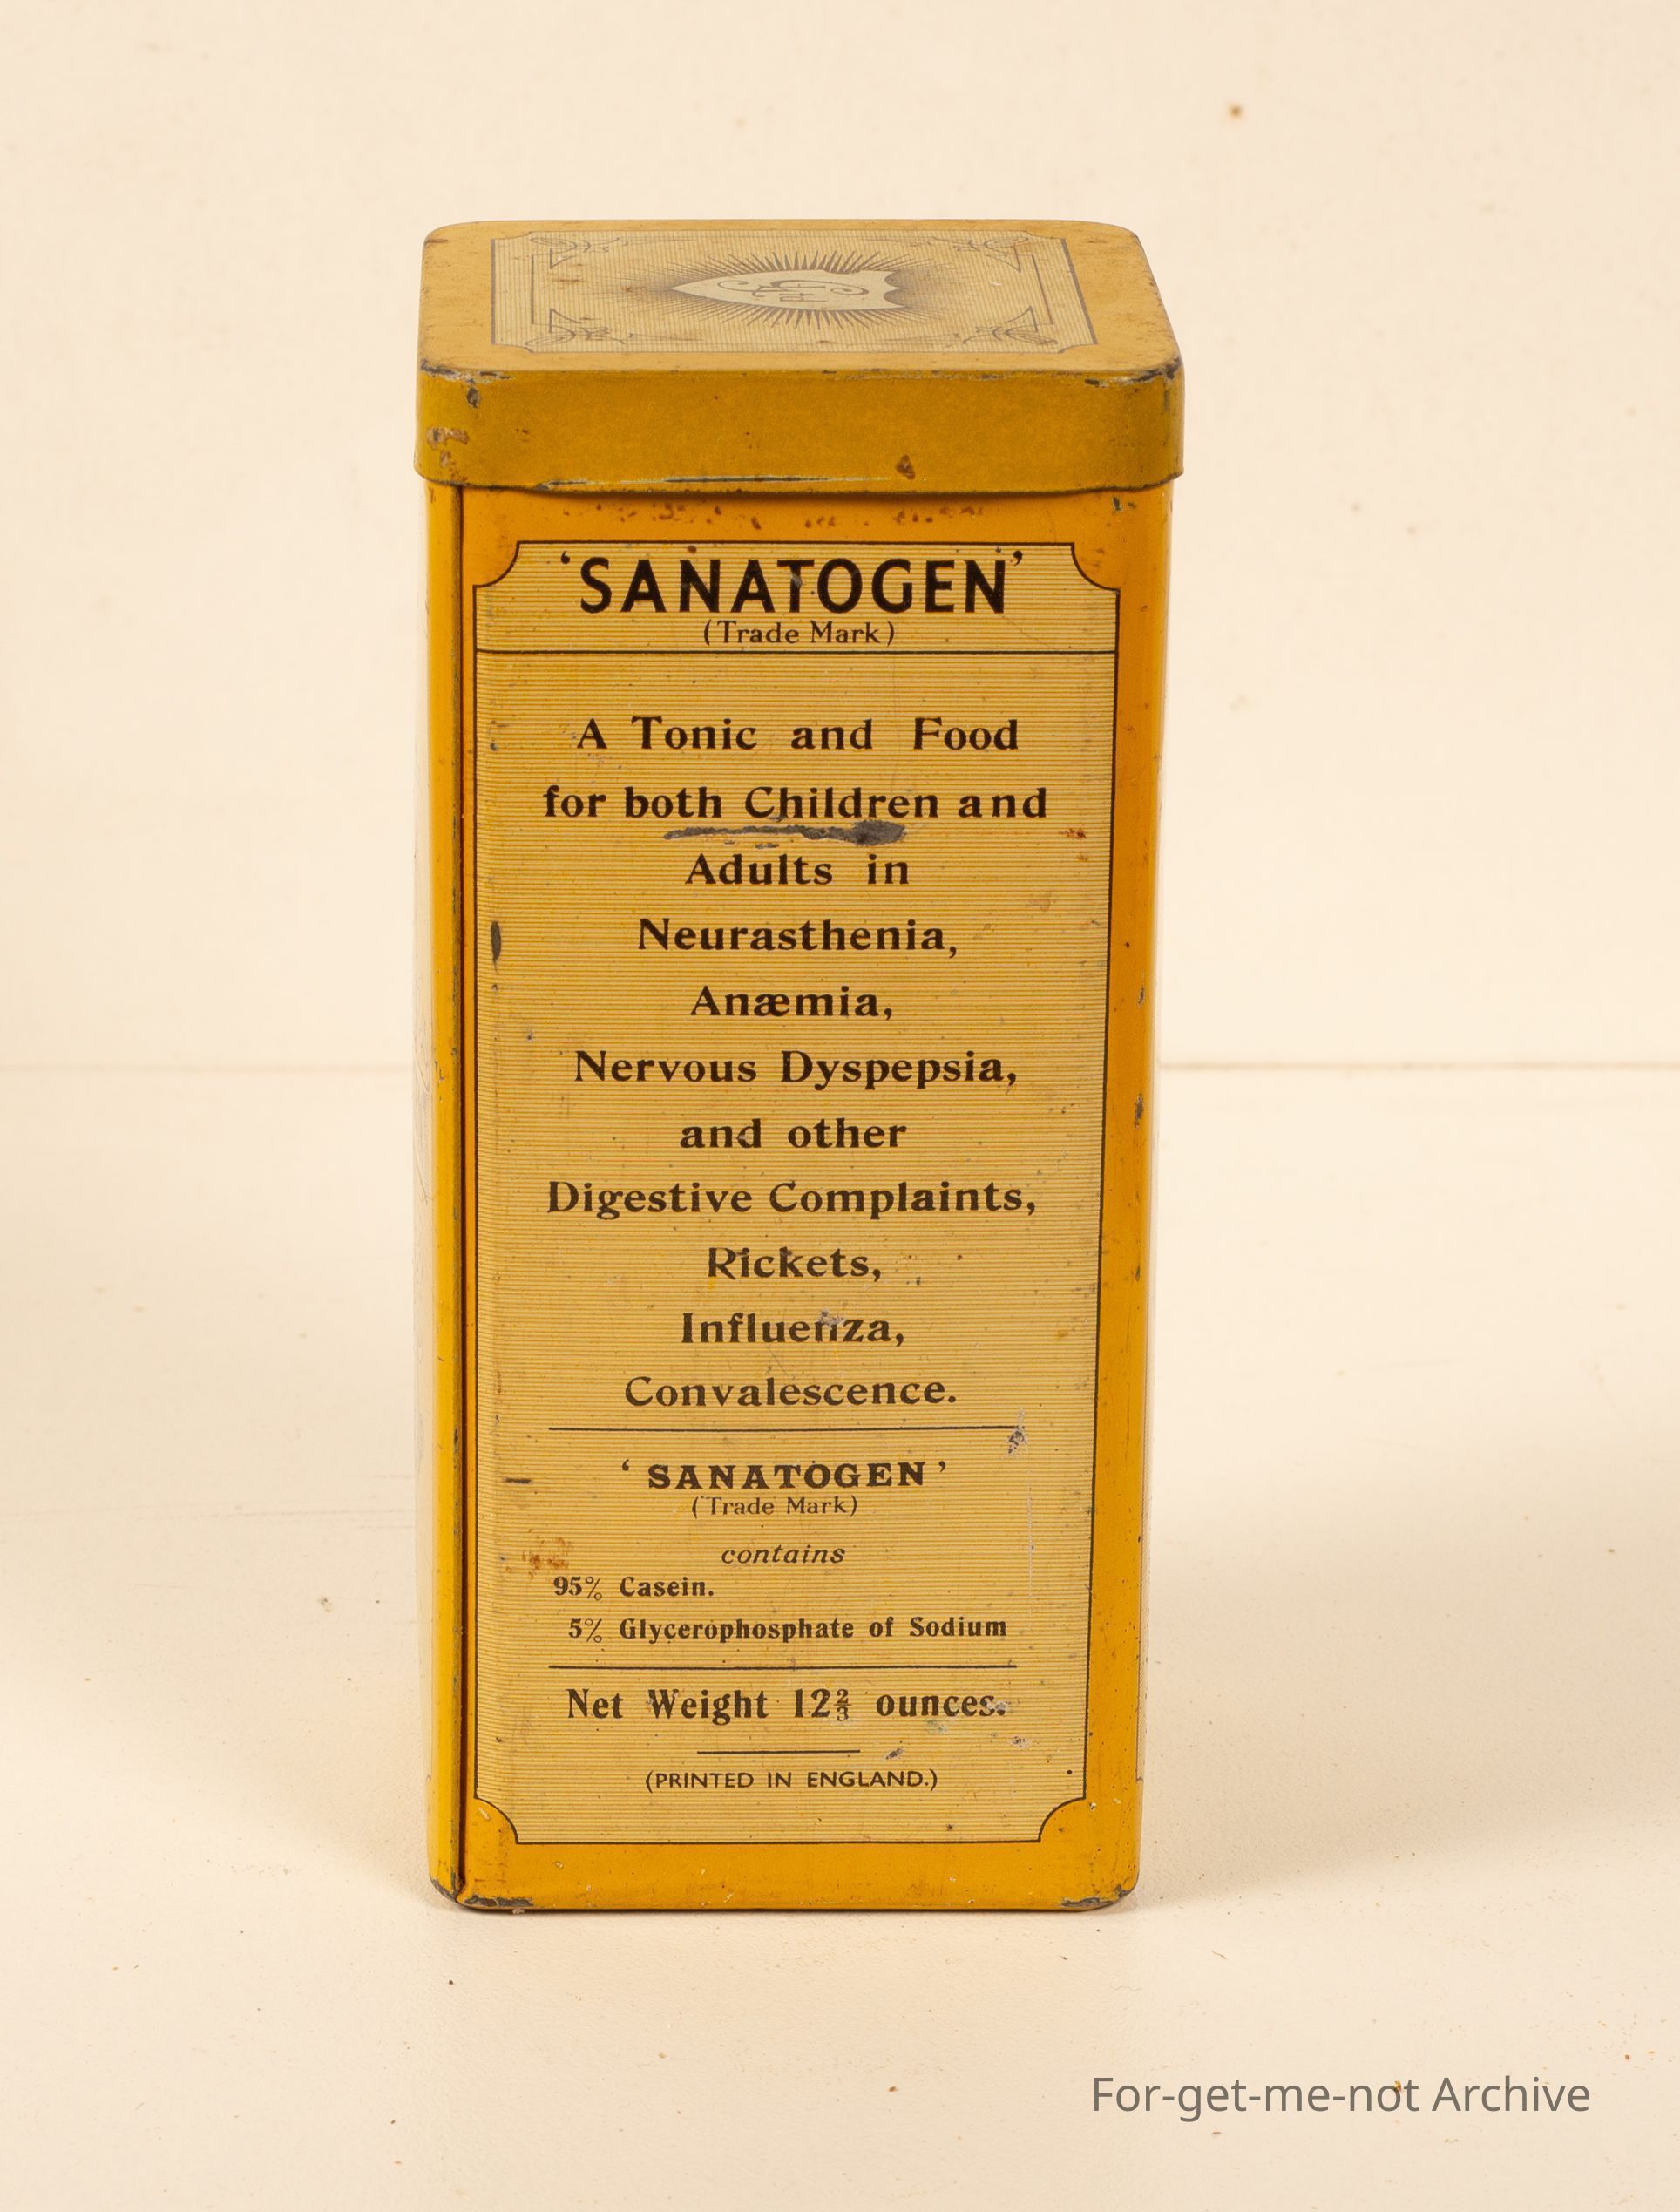 ‘SANATOGEN’
(Trade Mark)
A Tonic and Food
for both Children and
Adults in
Neurasthenia,
Anæmia,
Nervous Dyspepsia,
and other
Digestive Complaints,
Rickets,
Influenza,
Convalescence.
‘SANATOGEN’
(Trade Mark)
contains
95% Casein.
5% Glycerophosphate of Sodium
Net Weight 12⅔ ounces.
(PRINTED IN ENGLAND.)
For-get-me-not Archive